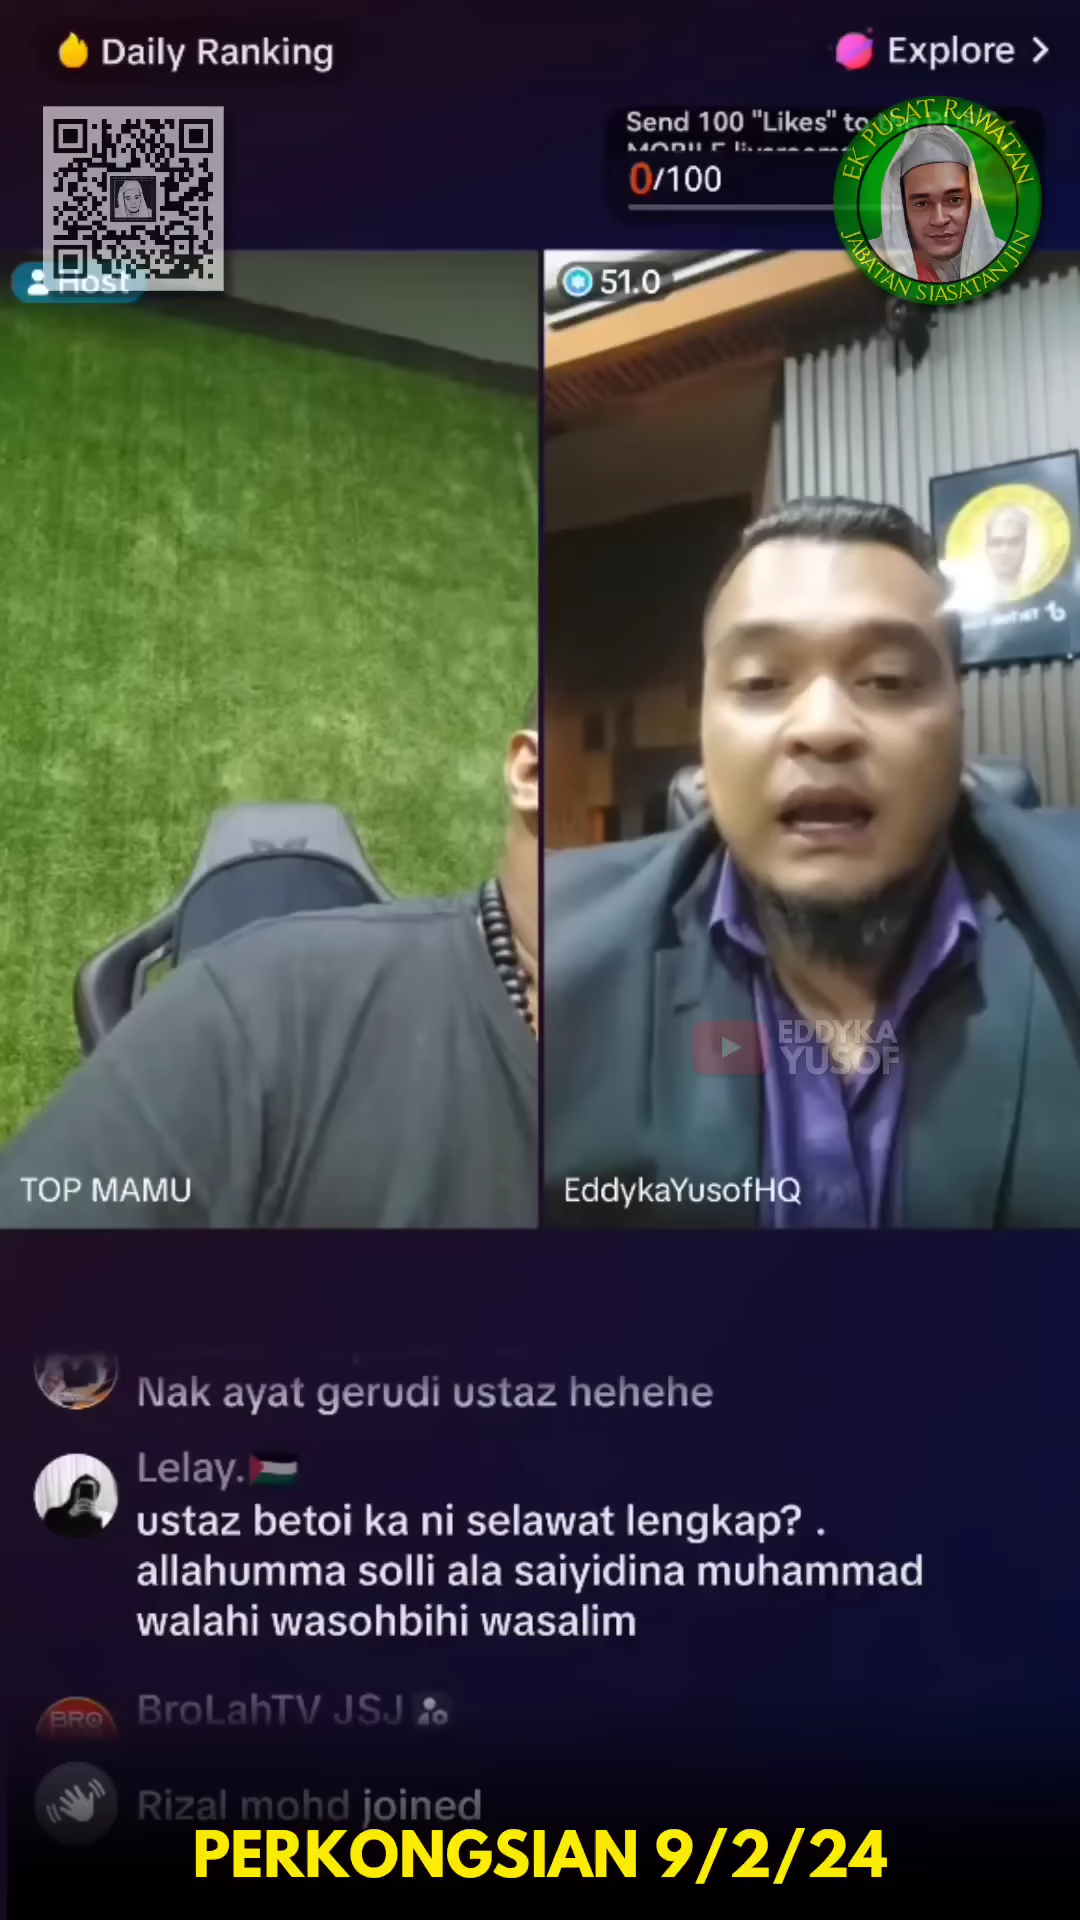 Daily Ranking
Explore
Send 100 "Likes" to
0/100
EK PUSAT RAWATAN
JABATAN SIASATAN JIN
Host
51.0
EDDYKA
YUSOF
TOP MAMU
EddykaYusofHQ
Nak ayat gerudi ustaz hehehe
Lelay.
ustaz betoi ka ni selawat lengkap? .
allahumma solli ala saiyidina muhammad
walahi wasohbihi wasalim
BRO
BroLahTV JSJ
Rizal mohd joined
PERKONGSIAN 9/2/24